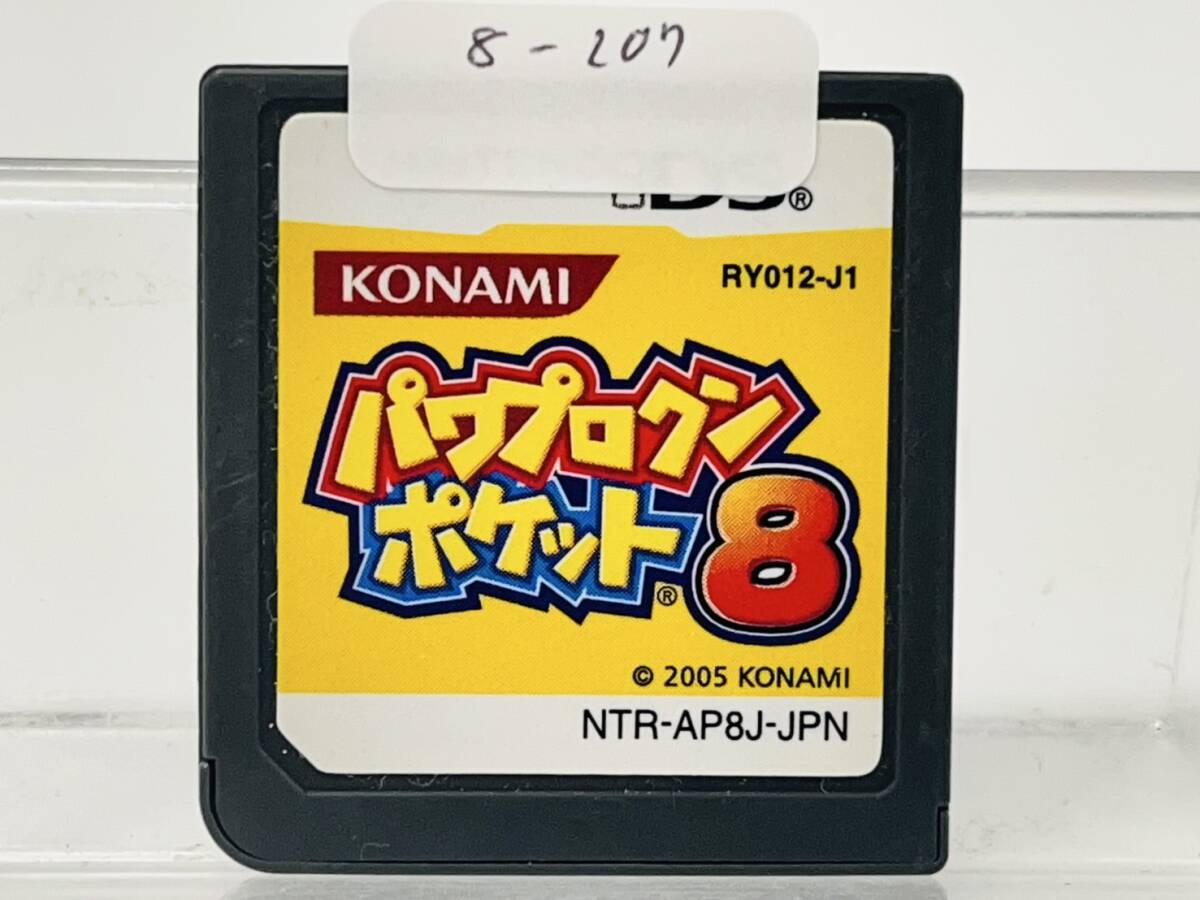 8-207
DS®
KONAMI
RY012-J1
パワプロクン
ポケット®8
© 2005 KONAMI
NTR-AP8J-JPN